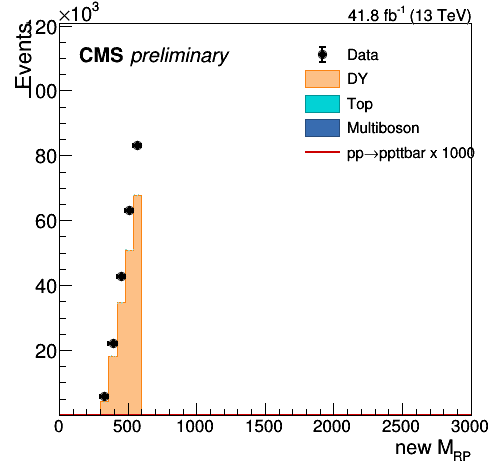 ×10³
41.8 fb⁻¹ (13 TeV)
Events
CMS preliminary
Data
DY
Top
Multiboson
pp→ppttbar x 1000
120
100
80
60
40
20
0 500 1000 1500 2000 2500 3000
new M_RP